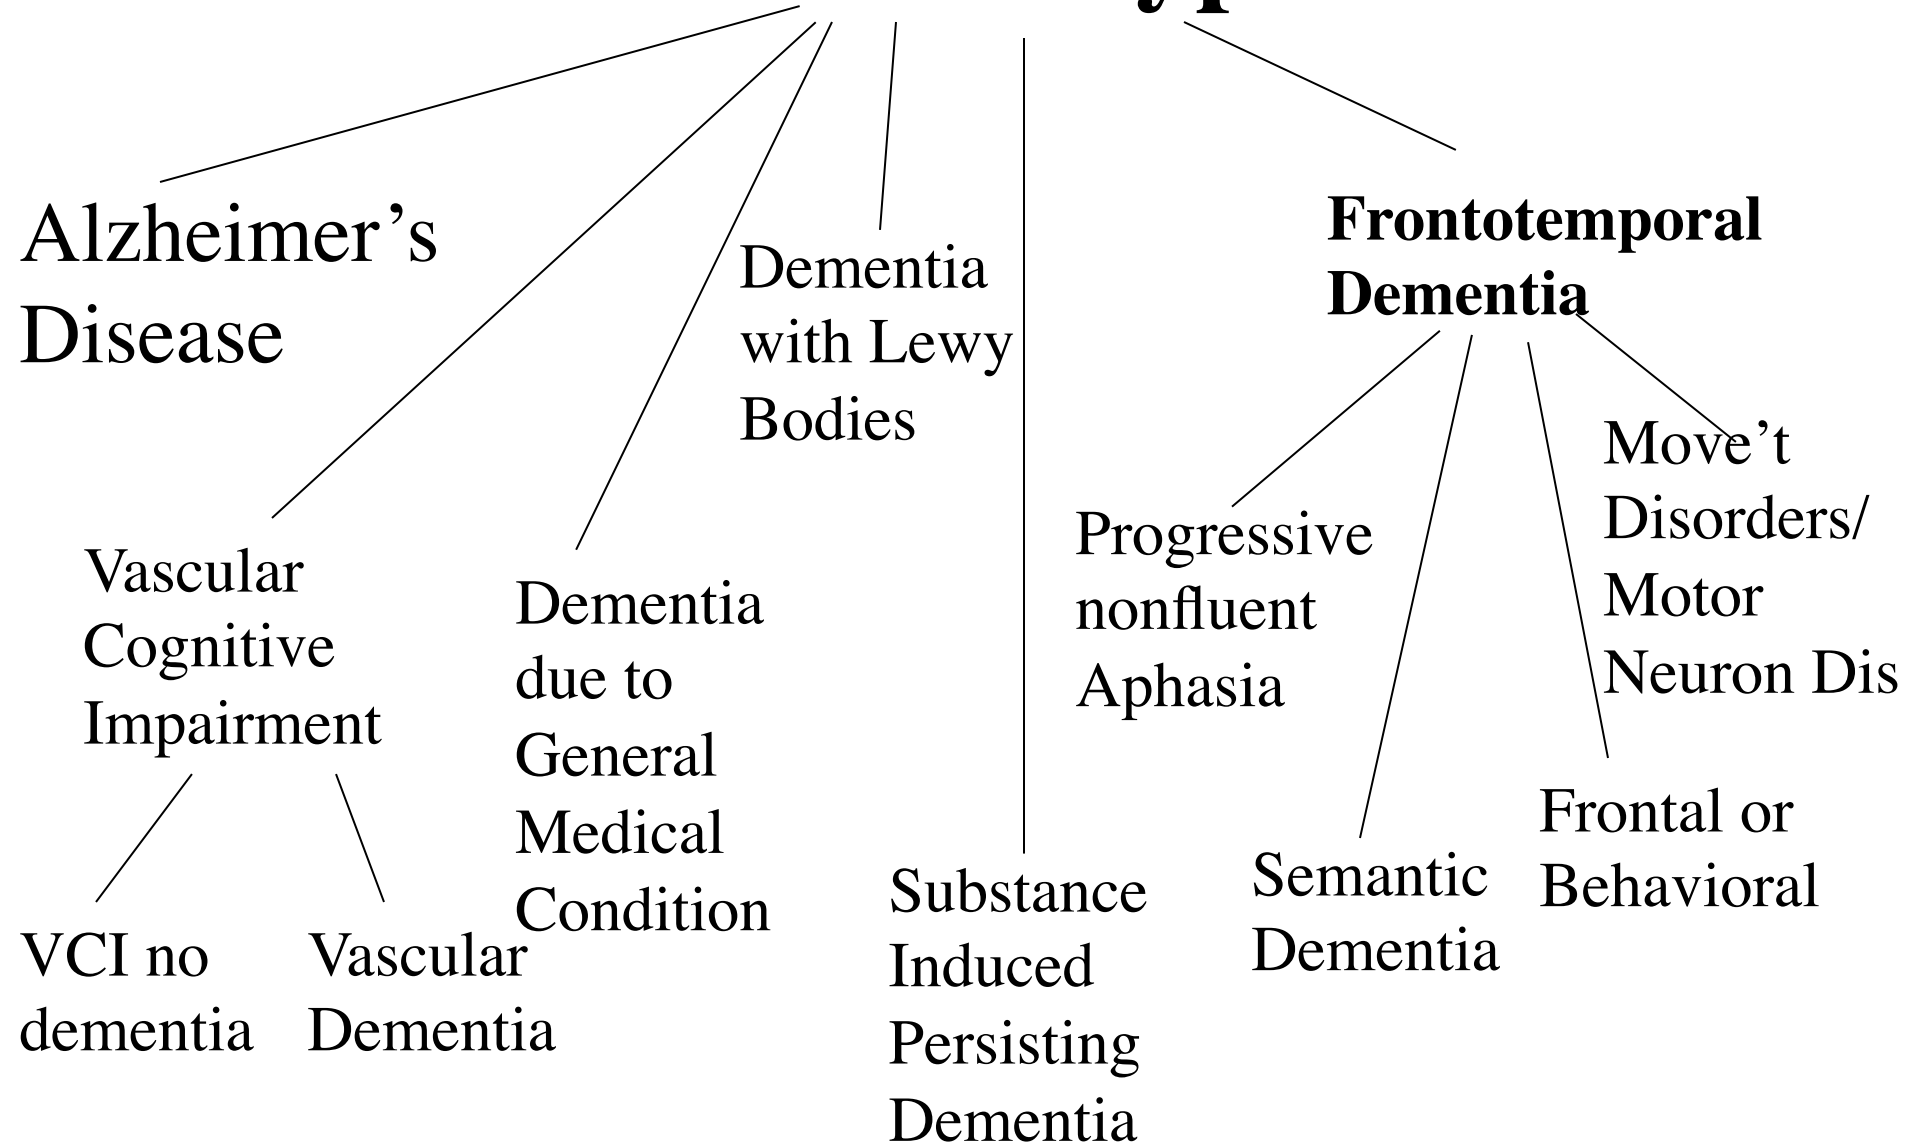 Alzheimer’s
Disease
Dementia
with Lewy
Bodies
Frontotemporal
Dementia
Vascular
Cognitive
Impairment
Dementia
due to
General
Medical
Condition
Progressive
nonfluent
Aphasia
Move’t
Disorders/
Motor
Neuron Dis
VCI no
dementia
Vascular
Dementia
Substance
Induced
Persisting
Dementia
Semantic
Dementia
Frontal or
Behavioral